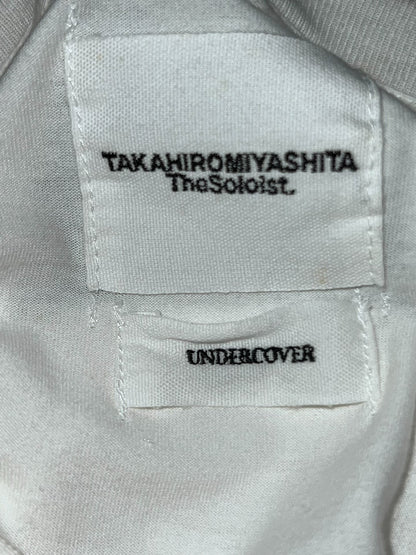 TAKAHIROMIYASHITA
TheSoloist.
UNDERCOVER